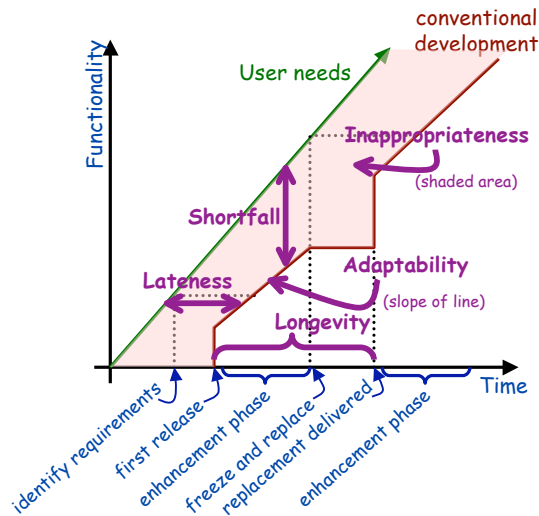 conventional
development
User needs
Functionality
Inappropriateness
(shaded area)
Shortfall
Adaptability
Lateness
(slope of line)
Longevity
Time
identify requirements
first release
enhancement phase
freeze and replace
replacement delivered
enhancement phase